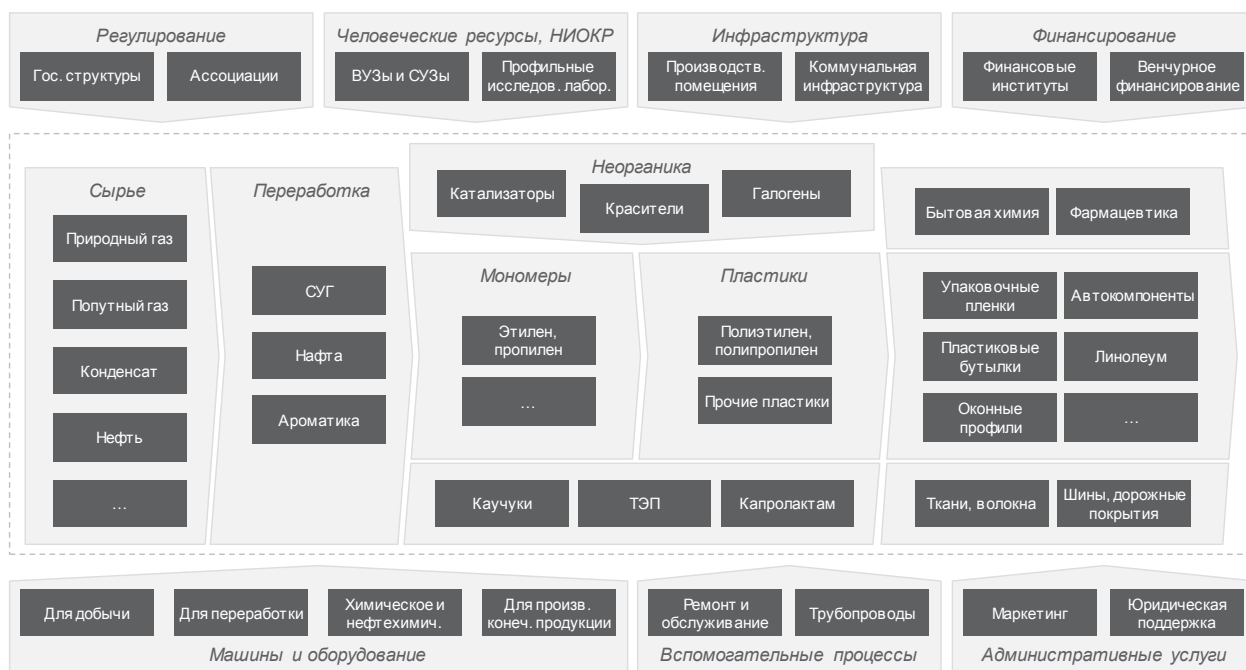 Регулирование
Гос. структуры
Ассоциации
Человеческие ресурсы, НИОКР
ВУЗы и СУЗы
Профильные
исследов. лабор.
Инфраструктура
Производств.
помещения
Коммунальная
инфраструктура
Финансирование
Финансовые
институты
Венчурное
финансирование
Сырье
Природный газ
Попутный газ
Конденсат
Нефть
…
Переработка
СУГ
Нафта
Ароматика
Неорганика
Катализаторы
Красители
Галогены
Мономеры
Этилен,
пропилен
…
Пластики
Полиэтилен,
полипропилен
Прочие пластики
Каучуки
ТЭП
Капролактам
Бытовая химия
Фармацевтика
Упаковочные
пленки
Автокомпоненты
Пластиковые
бутылки
Линолеум
Оконные
профили
…
Ткани, волокна
Шины, дорожные
покрытия
Для добычи
Для переработки
Химическое и
нефтехимич.
Для произв.
конеч. продукции
Машины и оборудование
Ремонт и
обслуживание
Трубопроводы
Вспомогательные процессы
Маркетинг
Юридическая
поддержка
Административные услуги